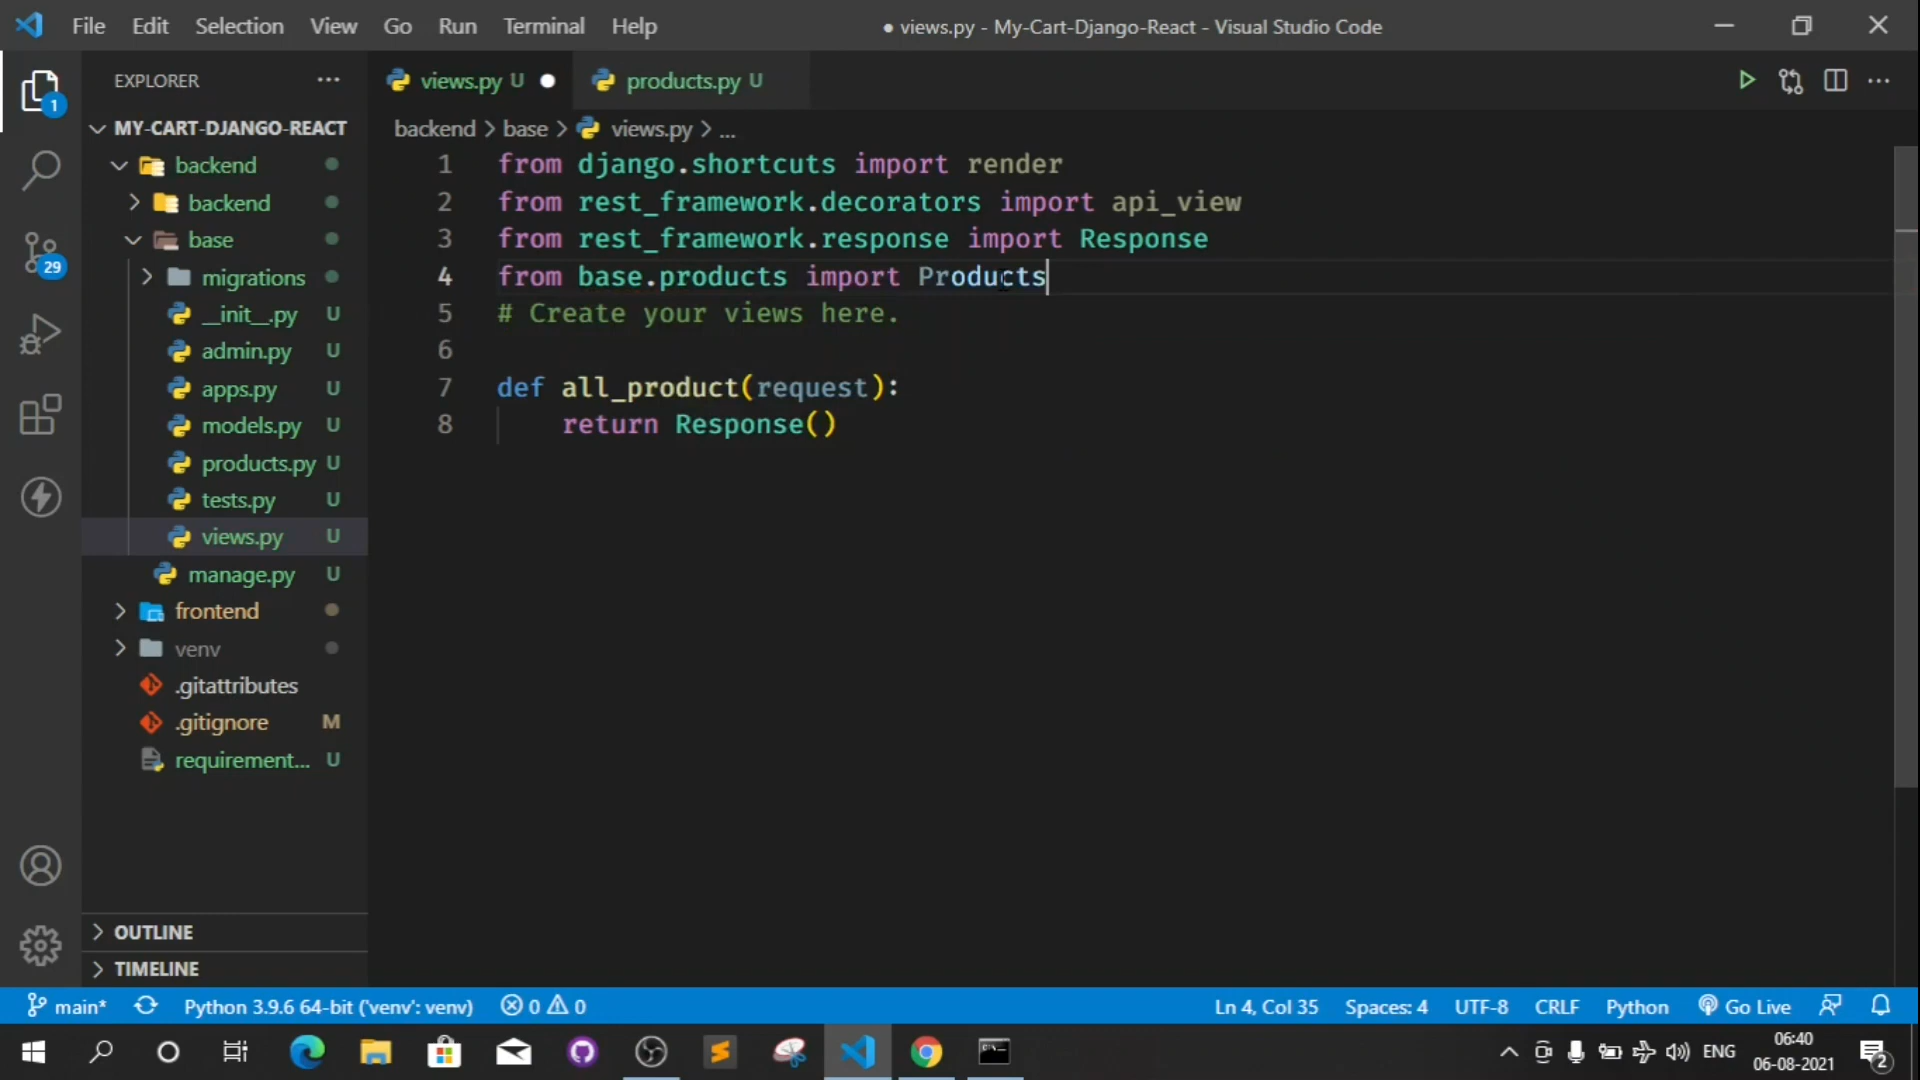 File Edit Selection View Go Run Terminal Help
● views.py - My-Cart-Django-React - Visual Studio Code
EXPLORER ...
views.py U
products.py U
MY-CART-DJANGO-REACT
backend > base > views.py > ...
backend
backend
base
migrations
__init__.py U
admin.py U
apps.py U
models.py U
products.py U
tests.py U
views.py U
manage.py U
frontend
venv
.gitattributes
.gitignore M
requirement... U
OUTLINE
TIMELINE
1
29
1 from django.shortcuts import render
2 from rest_framework.decorators import api_view
3 from rest_framework.response import Response
4 from base.products import Products
5 # Create your views here.
6
7 def all_product(request):
8 return Response()
main* Python 3.9.6 64-bit ('venv': venv) 0 0
Ln 4, Col 35 Spaces: 4 UTF-8 CRLF Python Go Live
ENG
06:40
06-08-2021
2